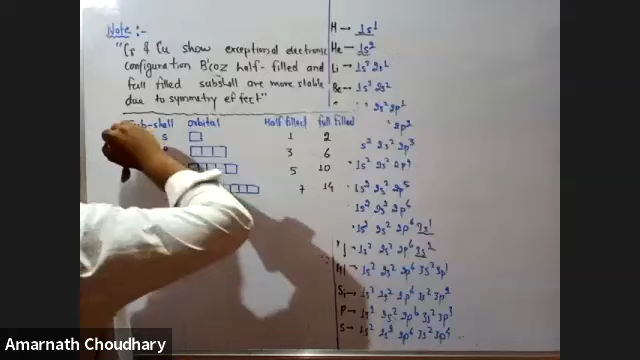 Note :-
"Cr & Cu show exceptional electronic
configuration B'coz half-filled and
full filled subshell are more stable
due to symmetry effect"
Sub-shell orbital Half filled full filled
s 1 2
p 3 6
5 10
7 14
H → 1s¹
He → 1s²
Li → 1s² 2s¹
Be → 1s² 2s²
" " 2s² 2p¹
" 2p²
s² 2s² 2p³
1s² 2s² 2p⁴
1s² 2s² 2p⁵
1s² 2s² 2p⁶
1s² 2s² 2p⁶ 3s¹
1s² 2s² 2p⁶ 3s²
Al → 1s² 2s² 2p⁶ 3s² 3p¹
Si → 1s² 2s² 2p⁶ 3s² 3p²
P → 1s² 2s² 2p⁶ 3s² 3p³
S → 1s² 2s² 2p⁶ 3s² 3p⁴
Amarnath Choudhary